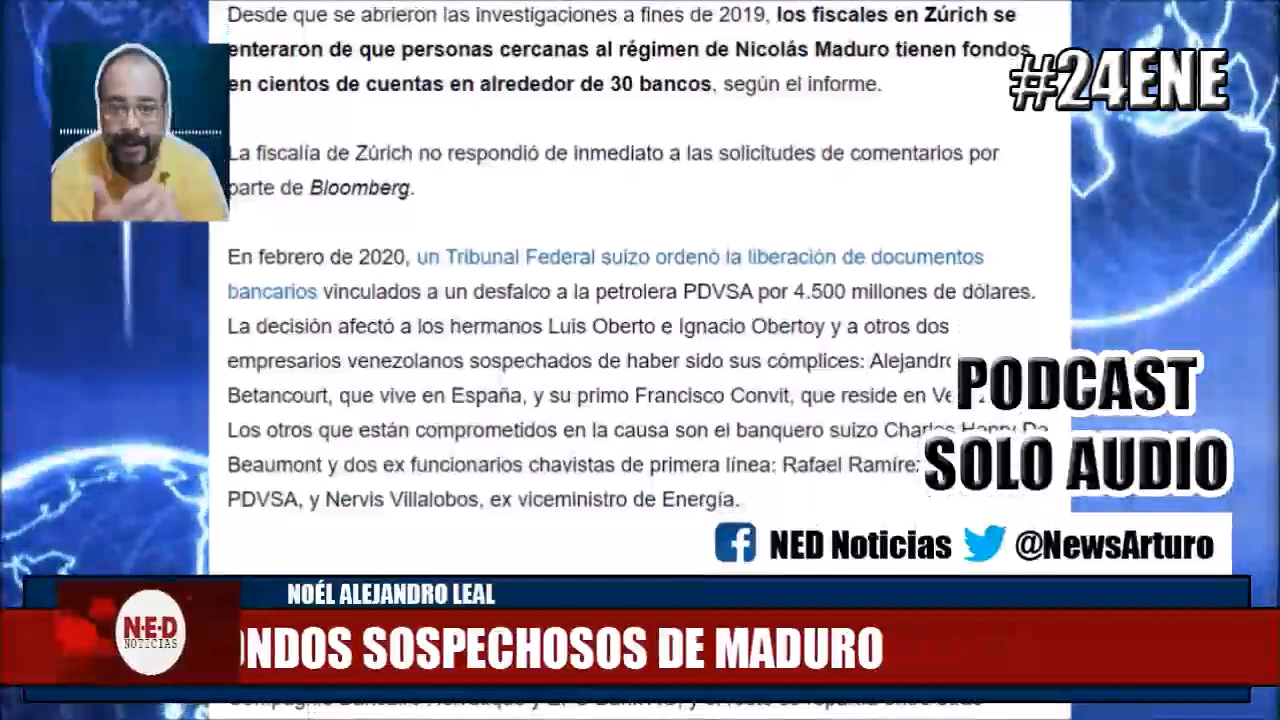 Desde que se abrieron las investigaciones a fines de 2019, los fiscales en Zúrich se
enteraron de que personas cercanas al régimen de Nicolás Maduro tienen fondos
en cientos de cuentas en alrededor de 30 bancos, según el informe.
#24ENE
La fiscalía de Zúrich no respondió de inmediato a las solicitudes de comentarios por
parte de Bloomberg.
En febrero de 2020, un Tribunal Federal suizo ordenó la liberación de documentos
bancarios vinculados a un desfalco a la petrolera PDVSA por 4.500 millones de dólares.
La decisión afectó a los hermanos Luis Oberto e Ignacio Obertoy y a otros dos
empresarios venezolanos sospechados de haber sido sus cómplices: Alejandro
Betancourt, que vive en España, y su primo Francisco Convit, que reside en
Los otros que están comprometidos en la causa son el banquero suizo Charles Henry De
Beaumont y dos ex funcionarios chavistas de primera línea: Rafael Ramírez
PDVSA, y Nervis Villalobos, ex viceministro de Energía.
PODCAST
SOLO AUDIO
NED Noticias @NewsArturo
NOÉL ALEJANDRO LEAL
N·E·D
NOTICIAS
ONDOS SOSPECHOSOS DE MADURO